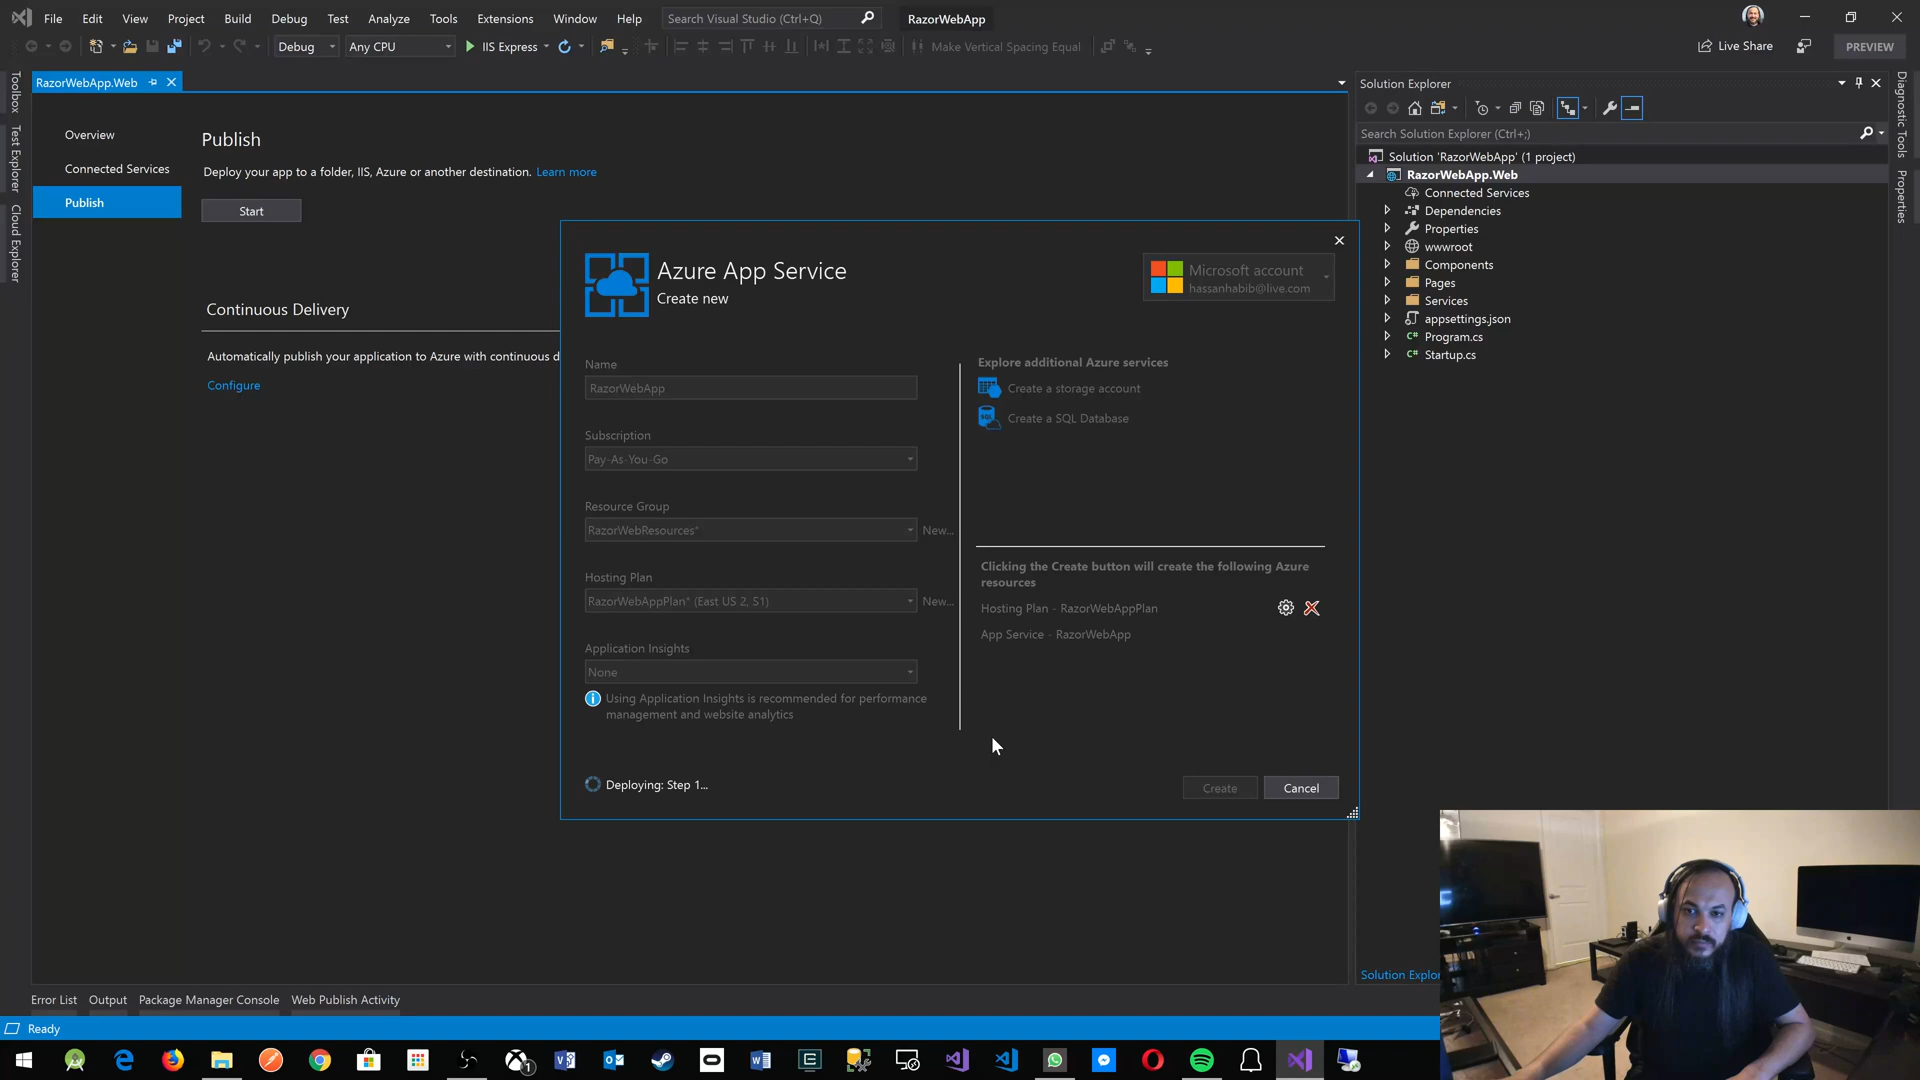 File Edit View Project Build Debug Test Analyze Tools Extensions Window Help Search Visual Studio (Ctrl+Q) RazorWebApp
Debug Any CPU IIS Express Make Vertical Spacing Equal Live Share PREVIEW
Toolbox
Test Explorer
Cloud Explorer
RazorWebApp.Web
Overview
Connected Services
Publish
Publish
Deploy your app to a folder, IIS, Azure or another destination. Learn more
Start
Continuous Delivery
Automatically publish your application to Azure with continuous d
Configure
Azure App Service
Create new
Microsoft account
hassanhabib@live.com
Name
RazorWebApp
Subscription
Pay-As-You-Go
Resource Group
RazorWebResources* New...
Hosting Plan
RazorWebAppPlan* (East US 2, S1) New...
Application Insights
None
Using Application Insights is recommended for performance
management and website analytics
Explore additional Azure services
Create a storage account
SQL
Create a SQL Database
Clicking the Create button will create the following Azure
resources
Hosting Plan - RazorWebAppPlan
App Service - RazorWebApp
Deploying: Step 1...
Create Cancel
Solution Explorer
Search Solution Explorer (Ctrl+;)
Solution 'RazorWebApp' (1 project)
RazorWebApp.Web
Connected Services
Dependencies
Properties
wwwroot
Components
Pages
Services
appsettings.json
C# Program.cs
C# Startup.cs
Solution Explor
Diagnostic Tools
Properties
Error List Output Package Manager Console Web Publish Activity
Ready
1